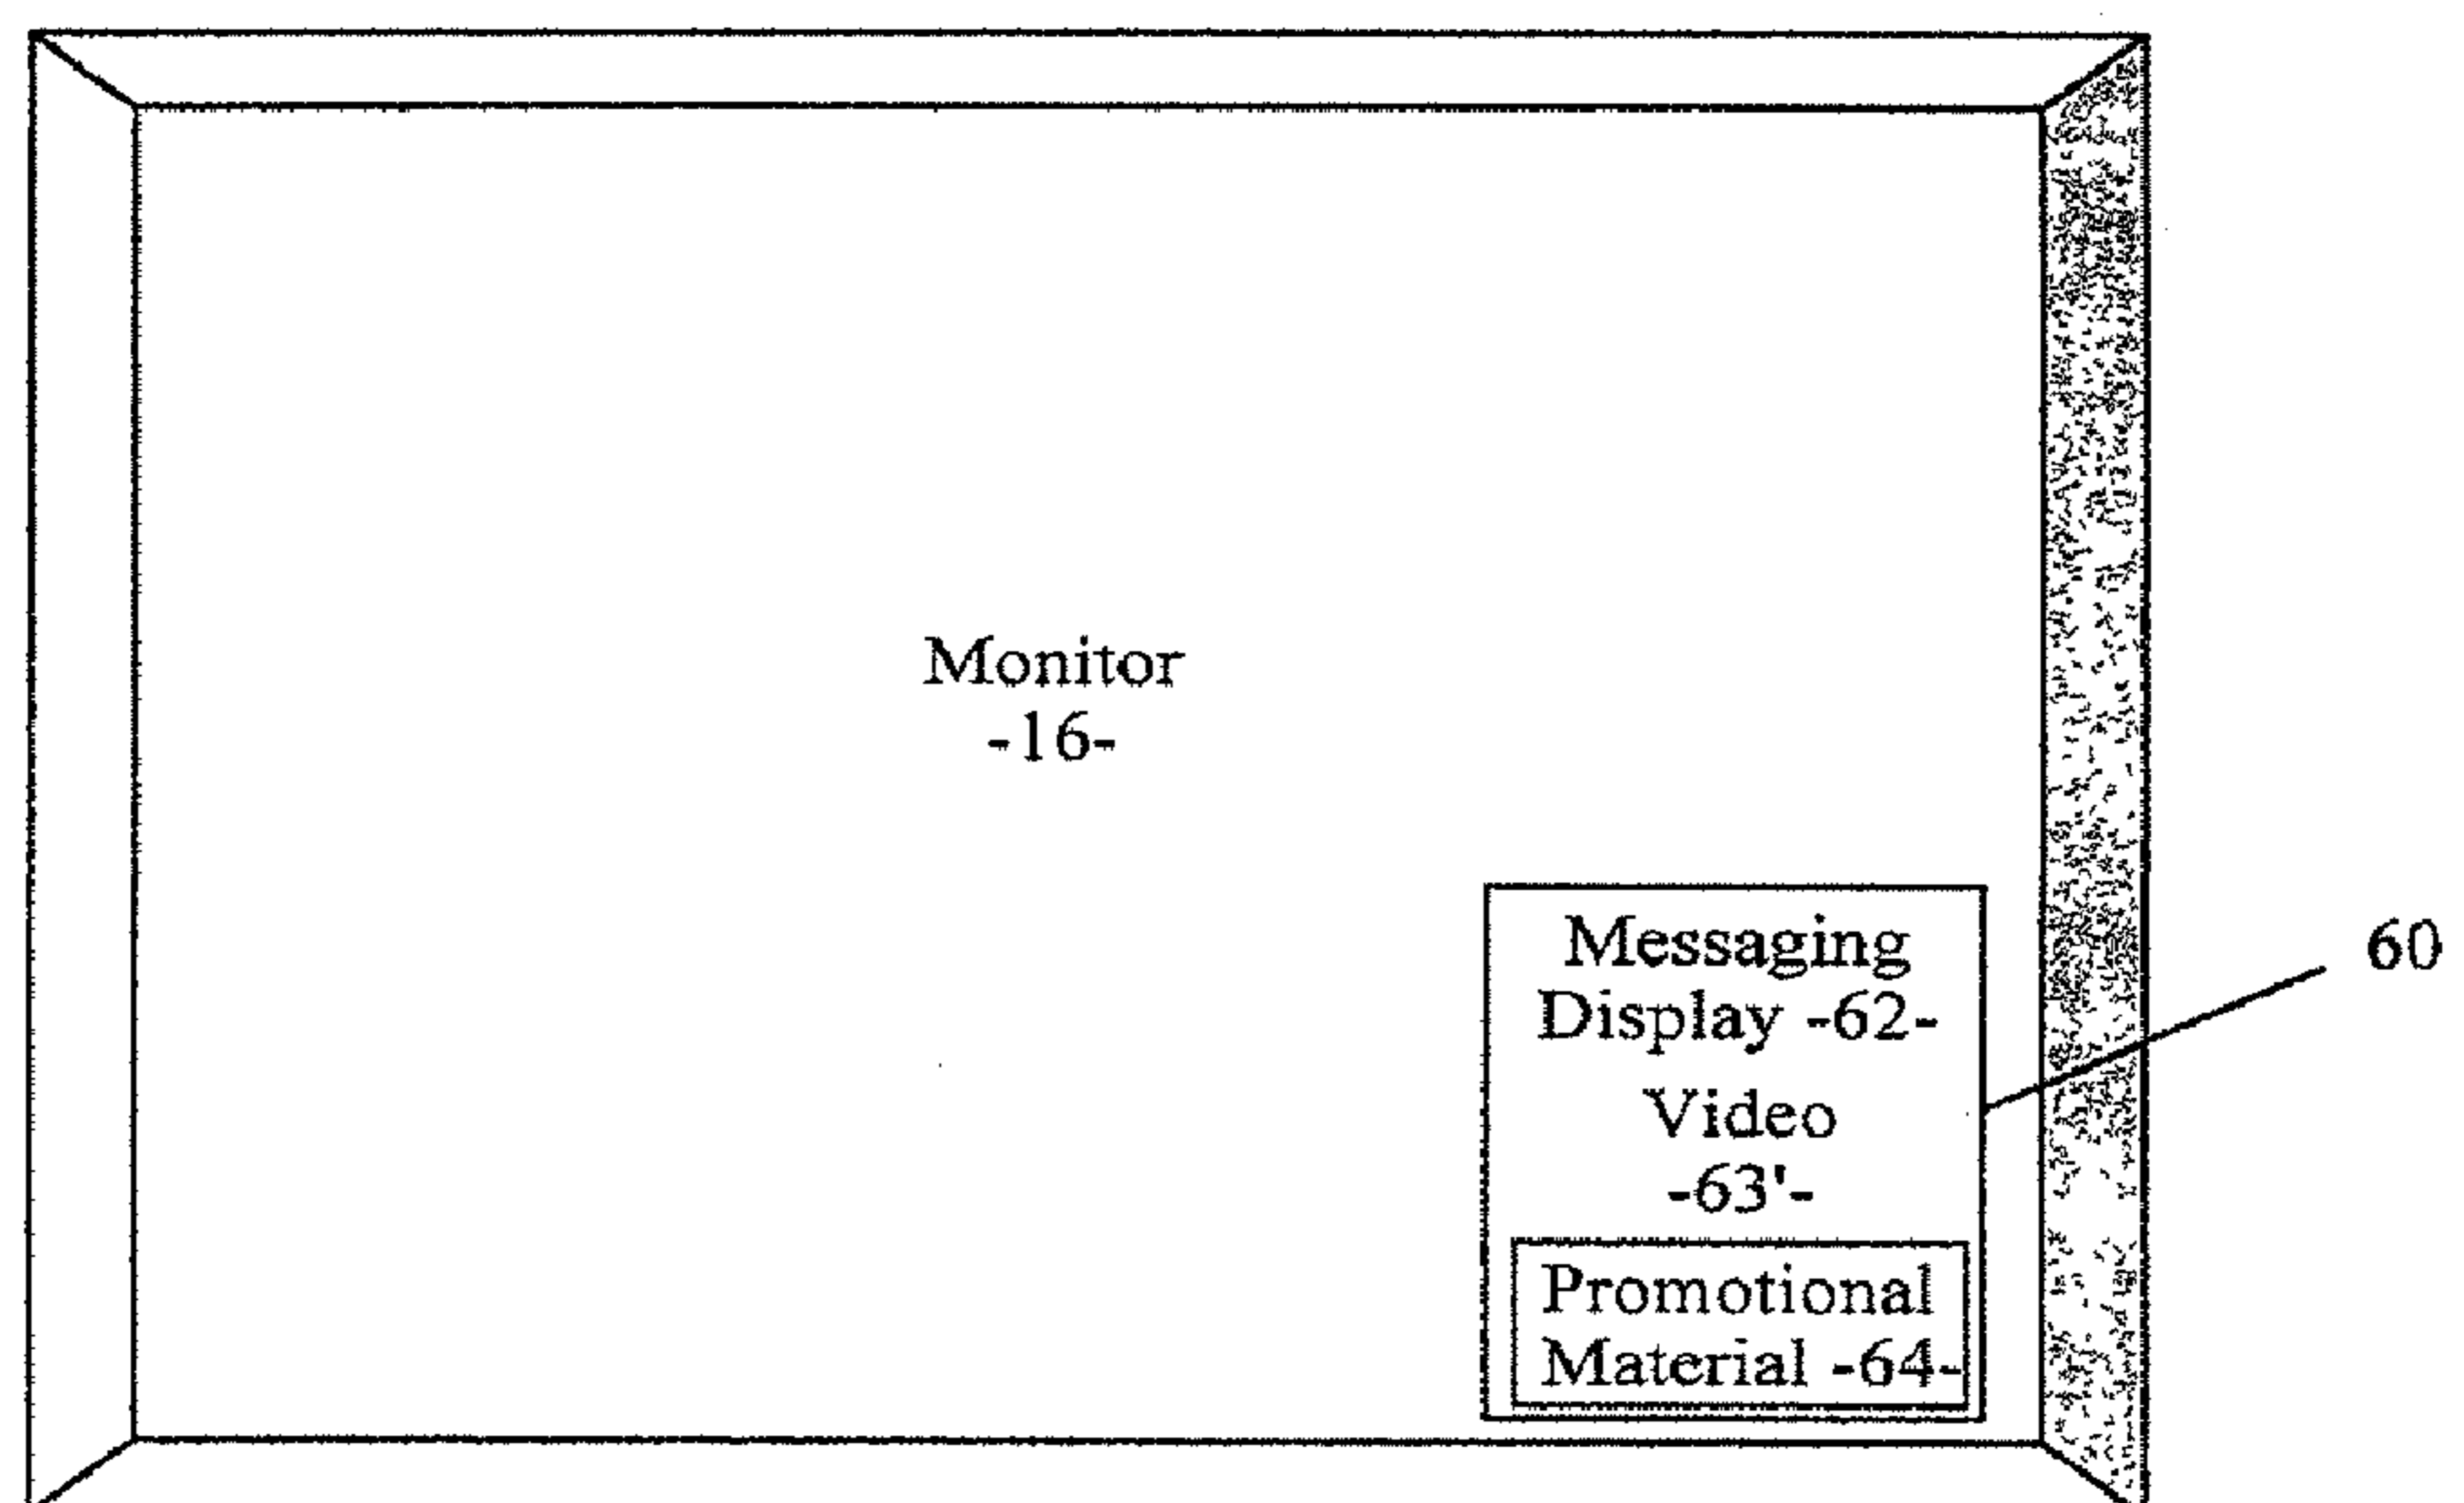 Monitor
-16-
Messaging
Display -62-
Video
-63'-
Promotional
Material -64-
60